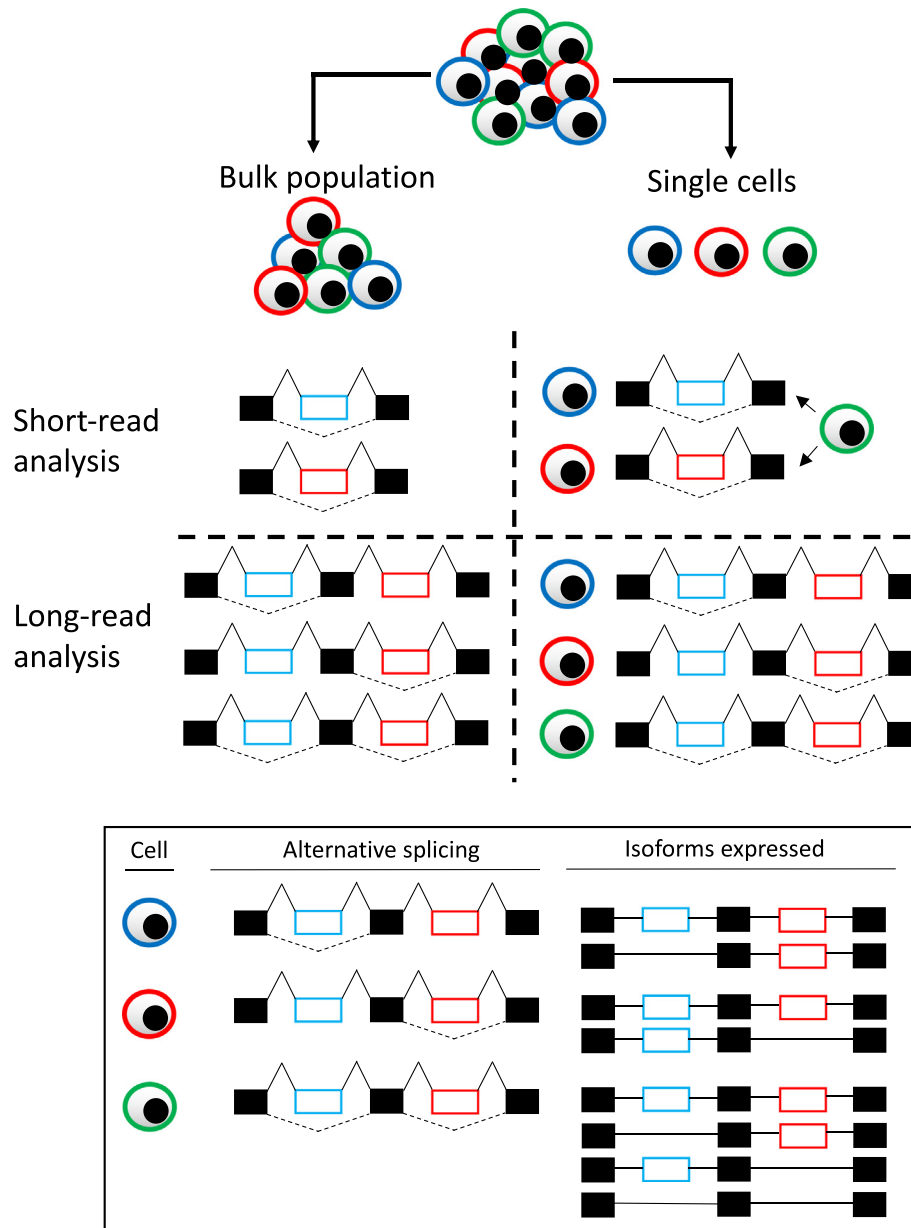 Bulk population
Single cells
Short-read
analysis
Long-read
analysis
Cell
Alternative splicing
Isoforms expressed